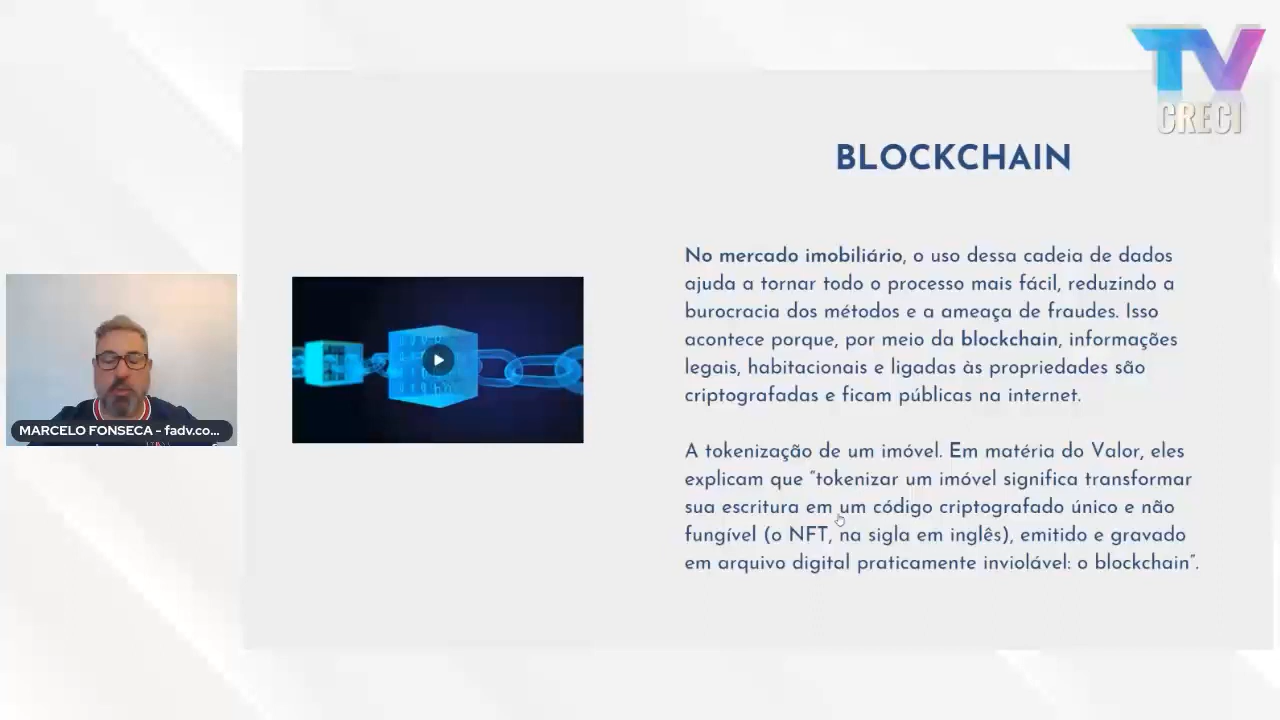 TV
CRECI
BLOCKCHAIN
No mercado imobiliário, o uso dessa cadeia de dados
ajuda a tornar todo o processo mais fácil, reduzindo a
burocracia dos métodos e a ameaça de fraudes. Isso
acontece porque, por meio da blockchain, informações
legais, habitacionais e ligadas às propriedades são
criptografadas e ficam públicas na internet.
A tokenização de um imóvel. Em matéria do Valor, eles
explicam que “tokenizar um imóvel significa transformar
sua escritura em um código criptografado único e não
fungível (o NFT, na sigla em inglês), emitido e gravado
em arquivo digital praticamente inviolável: o blockchain”.
MARCELO FONSECA - fadv.co...